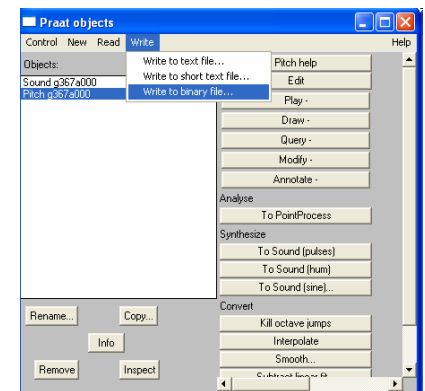 Praat objects
Control New Read Write Help
Objects:
Sound g367a000
Pitch g367a000
Write to text file...
Write to short text file...
Write to binary file...
Pitch help
Edit
Play -
Draw -
Query -
Modify -
Annotate -
Analyse
To PointProcess
Synthesize
To Sound (pulses)
To Sound (hum)
To Sound (sine)...
Convert
Kill octave jumps
Interpolate
Smooth...
Subtract linear fit
Rename... Copy...
Info
Remove Inspect